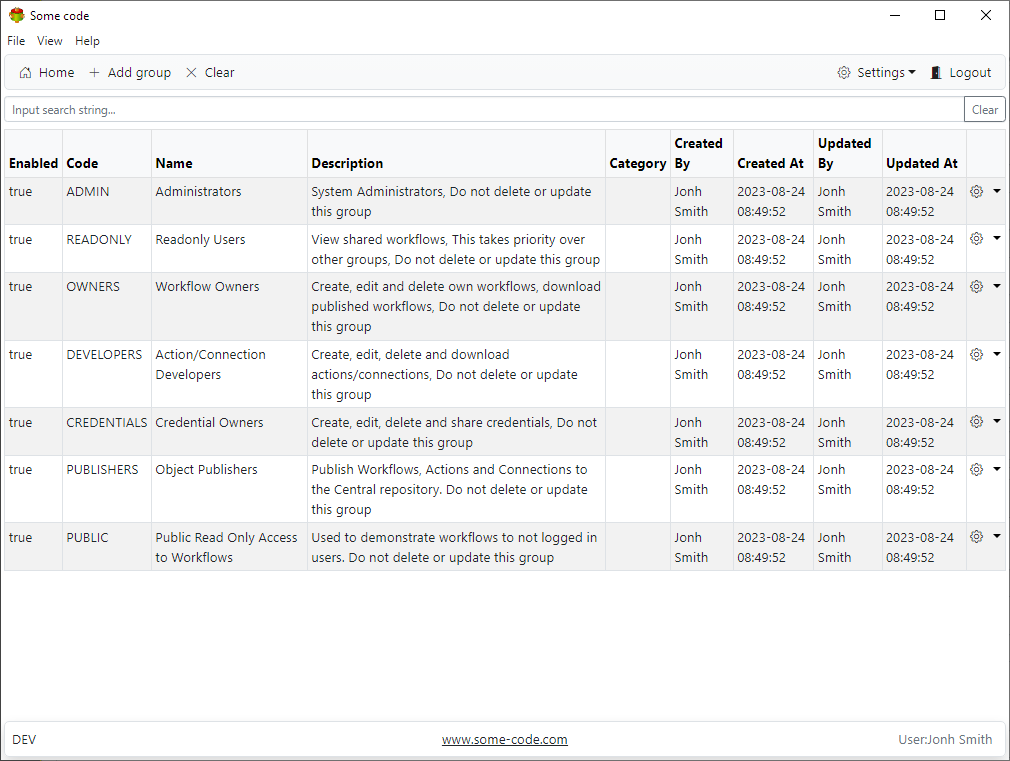 Some code
File View Help
Home Add group Clear Settings Logout
Input search string... Clear
Enabled Code Name Description Category Created By Created At Updated By Updated At
true ADMIN Administrators System Administrators, Do not delete or update this group Jonh Smith 2023-08-24 08:49:52 Jonh Smith 2023-08-24 08:49:52
true READONLY Readonly Users View shared workflows, This takes priority over other groups, Do not delete or update this group Jonh Smith 2023-08-24 08:49:52 Jonh Smith 2023-08-24 08:49:52
true OWNERS Workflow Owners Create, edit and delete own workflows, download published workflows, Do not delete or update this group Jonh Smith 2023-08-24 08:49:52 Jonh Smith 2023-08-24 08:49:52
true DEVELOPERS Action/Connection Developers Create, edit, delete and download actions/connections, Do not delete or update this group Jonh Smith 2023-08-24 08:49:52 Jonh Smith 2023-08-24 08:49:52
true CREDENTIALS Credential Owners Create, edit, delete and share credentials, Do not delete or update this group Jonh Smith 2023-08-24 08:49:52 Jonh Smith 2023-08-24 08:49:52
true PUBLISHERS Object Publishers Publish Workflows, Actions and Connections to the Central repository. Do not delete or update this group Jonh Smith 2023-08-24 08:49:52 Jonh Smith 2023-08-24 08:49:52
true PUBLIC Public Read Only Access to Workflows Used to demonstrate workflows to not logged in users. Do not delete or update this group Jonh Smith 2023-08-24 08:49:52 Jonh Smith 2023-08-24 08:49:52
DEV www.some-code.com User:Jonh Smith